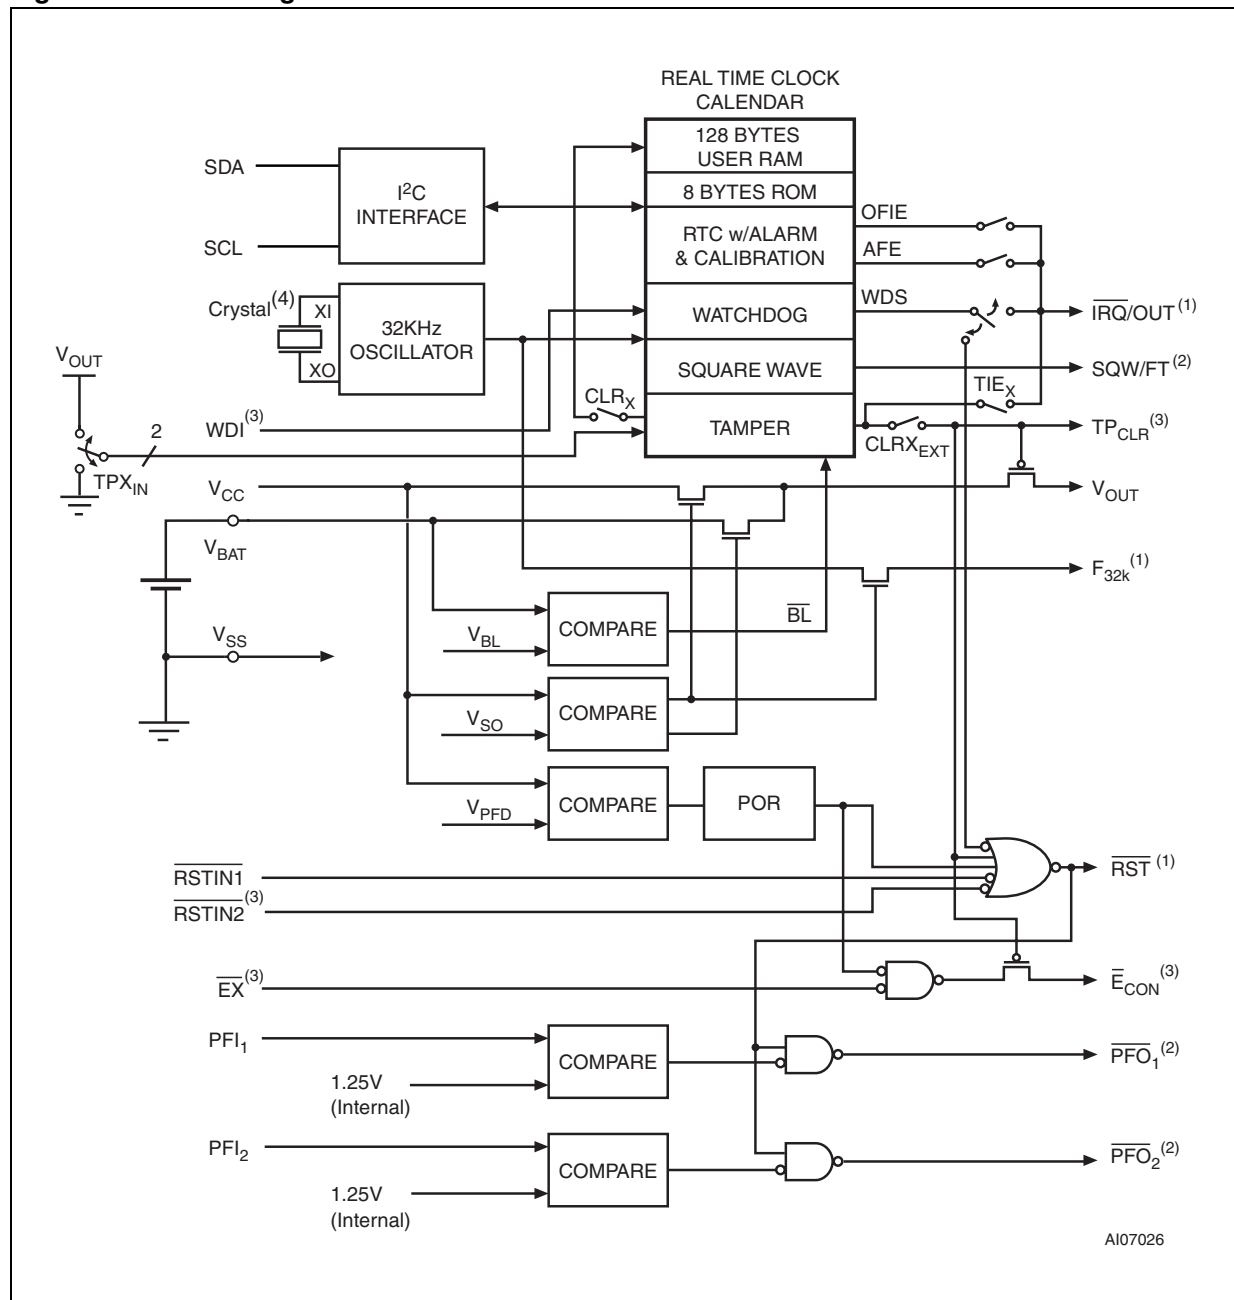 REAL TIME CLOCK
CALENDAR
128 BYTES
USER RAM
8 BYTES ROM
RTC w/ALARM
& CALIBRATION
WATCHDOG
SQUARE WAVE
TAMPER
SDA
SCL
I2C
INTERFACE
Crystal(4)
XI
XO
32KHz
OSCILLATOR
VOUT
2
TPXIN
WDI(3)
CLRX
OFIE
AFE
WDS
IRQ/OUT(1)
SQW/FT(2)
TIEX
CLRXEXT
TPCLR(3)
VCC
VOUT
VBAT
F32k(1)
VSS
VBL
COMPARE
BL
VSO
COMPARE
VPFD
COMPARE
POR
RSTIN1
RSTIN2(3)
RST(1)
EX(3)
ECON(3)
PFI1
1.25V
(Internal)
COMPARE
PFO1(2)
PFI2
1.25V
(Internal)
COMPARE
PFO2(2)
AI07026